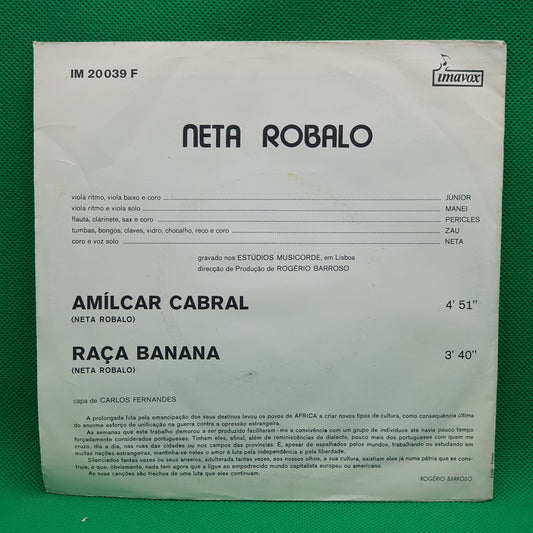 IM 20039 F
imavox
NETA ROBALO
viola ritmo, viola baixo e coro JÚNIOR
viola ritmo e viola solo MANEI
flauta, clarinete, sax e coro PERICLES
tumbas, bongós, claves, vidro, chocalho, reco e coro ZAU
coro e voz solo NETA
gravado nos ESTÚDIOS MUSICORDE, em Lisboa
direcção de Produção de ROGÉRIO BARROSO
AMÍLCAR CABRAL 4' 51"
(NETA ROBALO)
RAÇA BANANA 3' 40"
(NETA ROBALO)
capa de CARLOS FERNANDES
A prolongada luta pela emancipação dos seus destinos levou os povos de ÁFRICA a criar novos tipos de cultura, como consequência última
do enorme esforço de unificação na guerra contra a opressão estrangeira.
As semanas que este trabalho demorou a ser produzido facilitaram-me a convivência com um grupo de indivíduos até havia pouco tempo
forçadamente considerados portugueses. Tinham eles, afinal, além de reminiscências de dialecto, pouco mais dos portugueses com quem me
cruzo, dia a dia, nas ruas das cidades ou nos campos das províncias. E, apesar de espalhados pelos mundos, trabalhando ou estudando em
muitas nações estrangeiras, mantinha-se neles o amor à luta pela independência e pela liberdade.
Silenciados tantas vezes os seus anseios, adulterada tantas vezes, aos nossos olhos, a sua cultura, existiam eles já numa pátria que se cons-
truía, e que, òbviamente, nada tem agora que a ligue ao empodrecido mundo capitalista europeu ou americano.
As suas canções são trechos de uma luta que eles continuam.
ROGÉRIO BARROSO